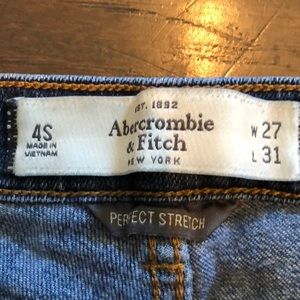 EST. 1892
4S
MADE IN
VIETNAM
Abercrombie
& Fitch
NEW YORK
W 27
L 31
PERFECT STRETCH